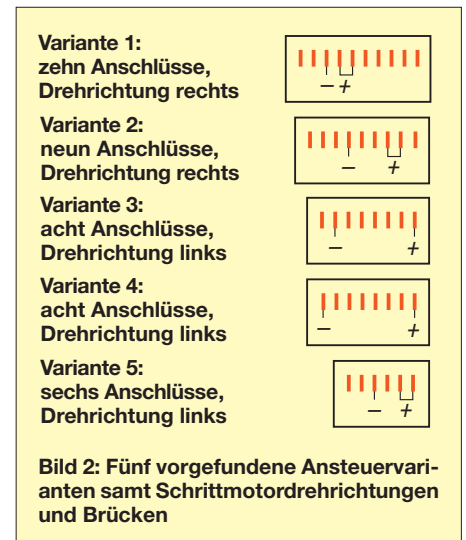 Variante 1:
zehn Anschlüsse,
Drehrichtung rechts
– +
Variante 2:
neun Anschlüsse,
Drehrichtung rechts
– +
Variante 3:
acht Anschlüsse,
Drehrichtung links
– +
Variante 4:
acht Anschlüsse,
Drehrichtung links
– +
Variante 5:
sechs Anschlüsse,
Drehrichtung links
– +
Bild 2: Fünf vorgefundene Ansteuervari-
anten samt Schrittmotordrehrichtungen
und Brücken